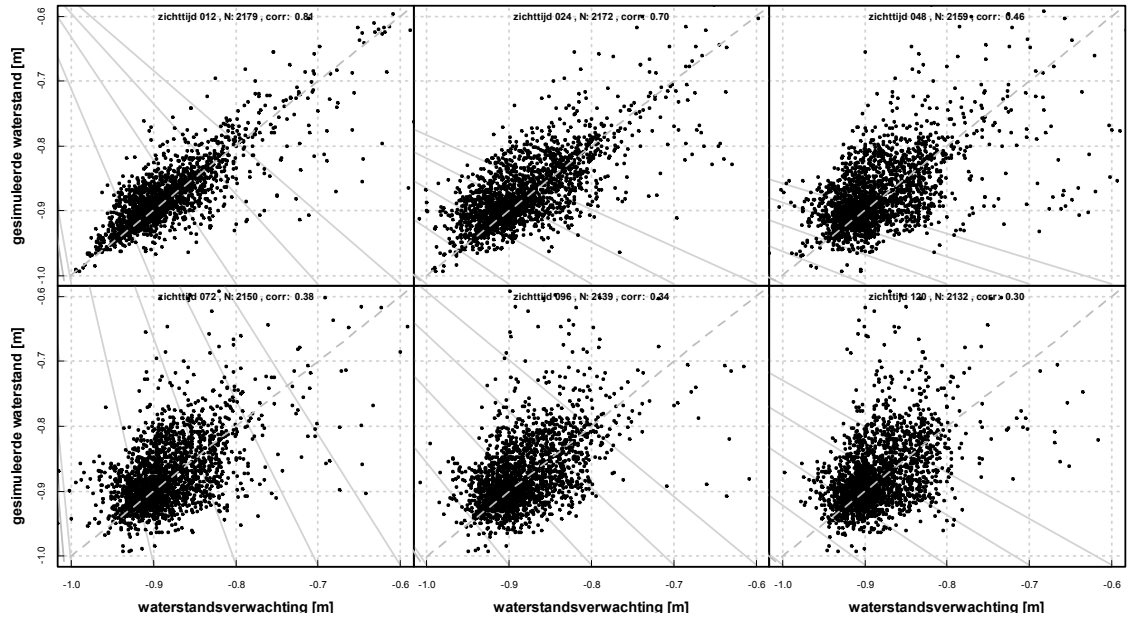 zichttijd 012 , N: 2179 , corr: 0.81
zichttijd 024 , N: 2172 , corr: 0.70
zichttijd 048 , N: 2159 , corr: 0.46
gesimuleerde waterstand [m]
-0.6
-0.7
-0.8
-0.9
-1.0
zichttijd 072 , N: 2150 , corr: 0.38
zichttijd 096 , N: 2139 , corr: 0.34
zichttijd 120 , N: 2132 , corr: 0.30
gesimuleerde waterstand [m]
-0.6
-0.7
-0.8
-0.9
-1.0
-1.0 -0.9 -0.8 -0.7 -0.6
-1.0 -0.9 -0.8 -0.7 -0.6
-1.0 -0.9 -0.8 -0.7 -0.6
waterstandsverwachting [m]
waterstandsverwachting [m]
waterstandsverwachting [m]